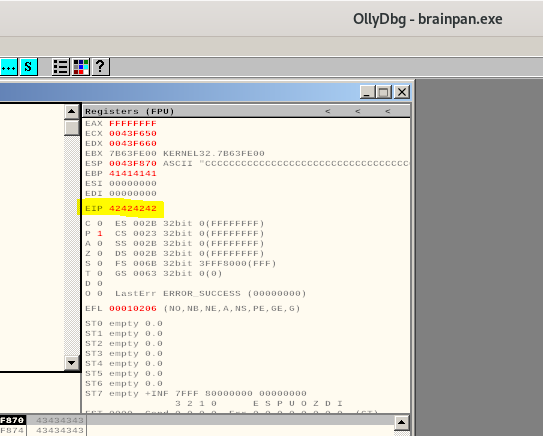 OllyDbg - brainpan.exe
... S ?
Registers (FPU) < < <
EAX FFFFFFFF
ECX 0043F650
EDX 0043F660
EBX 7B63FE00 KERNEL32.7B63FE00
ESP 0043F870 ASCII "CCCCCCCCCCCCCCCCCCCCCCCCCCCCCCCCCC
EBP 41414141
ESI 00000000
EDI 00000000
EIP 42424242
C 0 ES 002B 32bit 0(FFFFFFFF)
P 1 CS 0023 32bit 0(FFFFFFFF)
A 0 SS 002B 32bit 0(FFFFFFFF)
Z 0 DS 002B 32bit 0(FFFFFFFF)
S 0 FS 006B 32bit 3FFF8000(FFF)
T 0 GS 0063 32bit 0(0)
D 0
O 0 LastErr ERROR_SUCCESS (00000000)
EFL 00010206 (NO,NB,NE,A,NS,PE,GE,G)
ST0 empty 0.0
ST1 empty 0.0
ST2 empty 0.0
ST3 empty 0.0
ST4 empty 0.0
ST5 empty 0.0
ST6 empty 0.0
ST7 empty +INF 7FFF 80000000 00000000
3 2 1 0 E S P U O Z D I
F870 43434343
F874 43434343